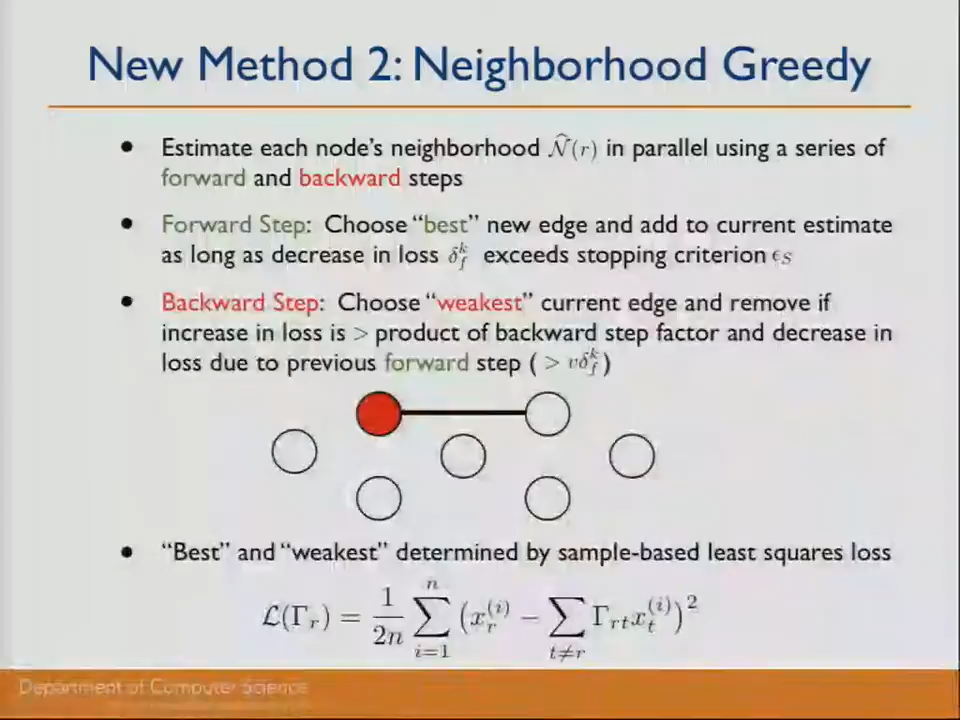 New Method 2: Neighborhood Greedy
• Estimate each node's neighborhood N̂(r) in parallel using a series of
forward and backward steps
• Forward Step: Choose "best" new edge and add to current estimate
as long as decrease in loss δ_f^k exceeds stopping criterion ϵ_S
• Backward Step: Choose "weakest" current edge and remove if
increase in loss is > product of backward step factor and decrease in
loss due to previous forward step ( > υδ_f^k)
• "Best" and "weakest" determined by sample-based least squares loss
ℒ(Γ_r) = 1/2n ∑_{i=1}^{n} (x_r^{(i)} − ∑_{t≠r} Γ_{rt}x_t^{(i)})^2
Department of Computer Science